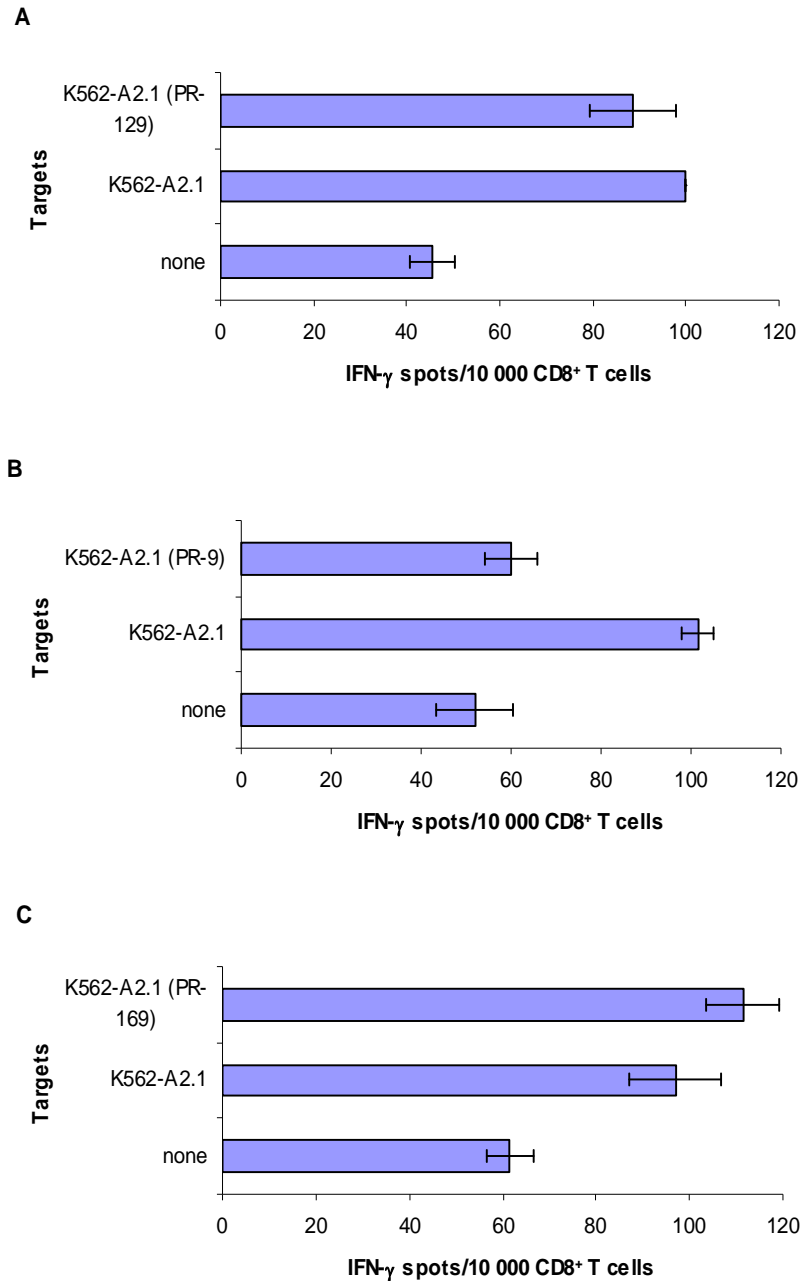 A
K562-A2.1 (PR-
129)
K562-A2.1
none
Targets
0 20 40 60 80 100 120
IFN-γ spots/10 000 CD8⁺ T cells
B
K562-A2.1 (PR-9)
K562-A2.1
none
Targets
0 20 40 60 80 100 120
IFN-γ spots/10 000 CD8⁺ T cells
C
K562-A2.1 (PR-
169)
K562-A2.1
none
Targets
0 20 40 60 80 100 120
IFN-γ spots/10 000 CD8⁺ T cells